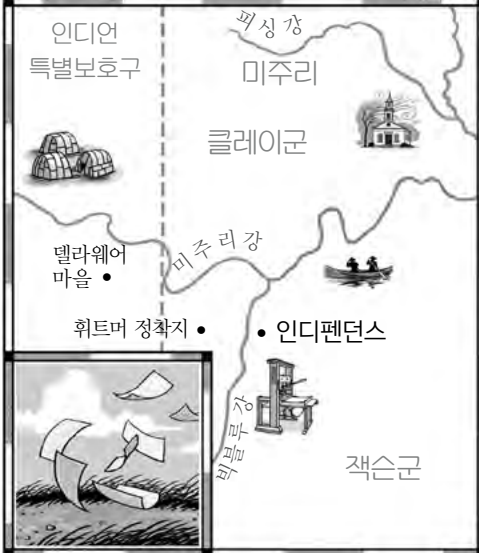 인디언
특별보호구
피싱강
미주리
클레이군
미주리강
델라웨어
마을
휘트머 정착지
인디펜던스
빅블루강
잭슨군